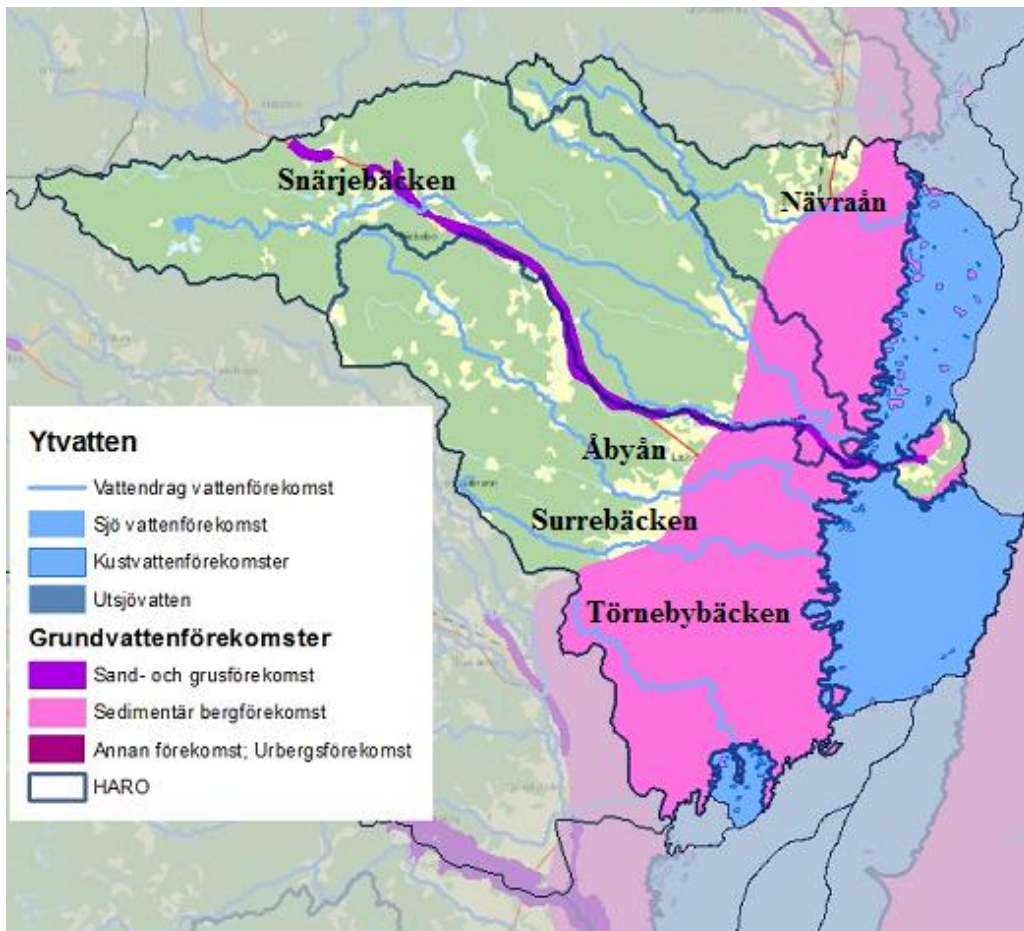 Snärjebäcken
Nävraån
Åbyån
Surrebäcken
Törnebybäcken
Ytvatten
Vattendrag vattenförekomst
Sjö vattenförekomst
Kustvattenförekomster
Utsjövatten
Grundvattenförekomster
Sand- och grusförekomst
Sedimentär bergförekomst
Annan förekomst; Urbergsförekomst
HARO